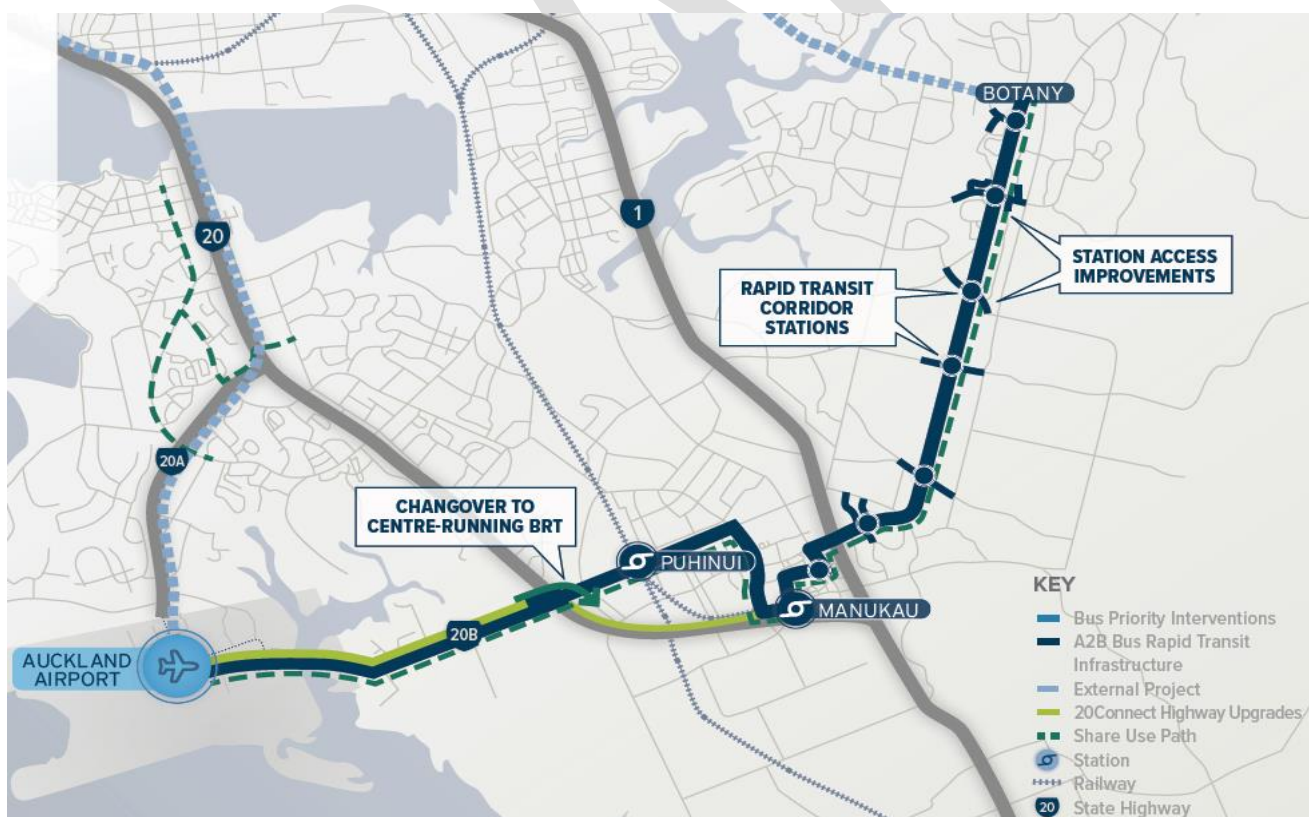 BOTANY
20
1
STATION ACCESS
IMPROVEMENTS
RAPID TRANSIT
CORRIDOR
STATIONS
20A
CHANGOVER TO
CENTRE-RUNNING BRT
PUHINUI
MANUKAU
20B
AUCKLAND
AIRPORT
KEY
Bus Priority Interventions
A2B Bus Rapid Transit
Infrastructure
External Project
20Connect Highway Upgrades
Share Use Path
Station
Railway
20 State Highway